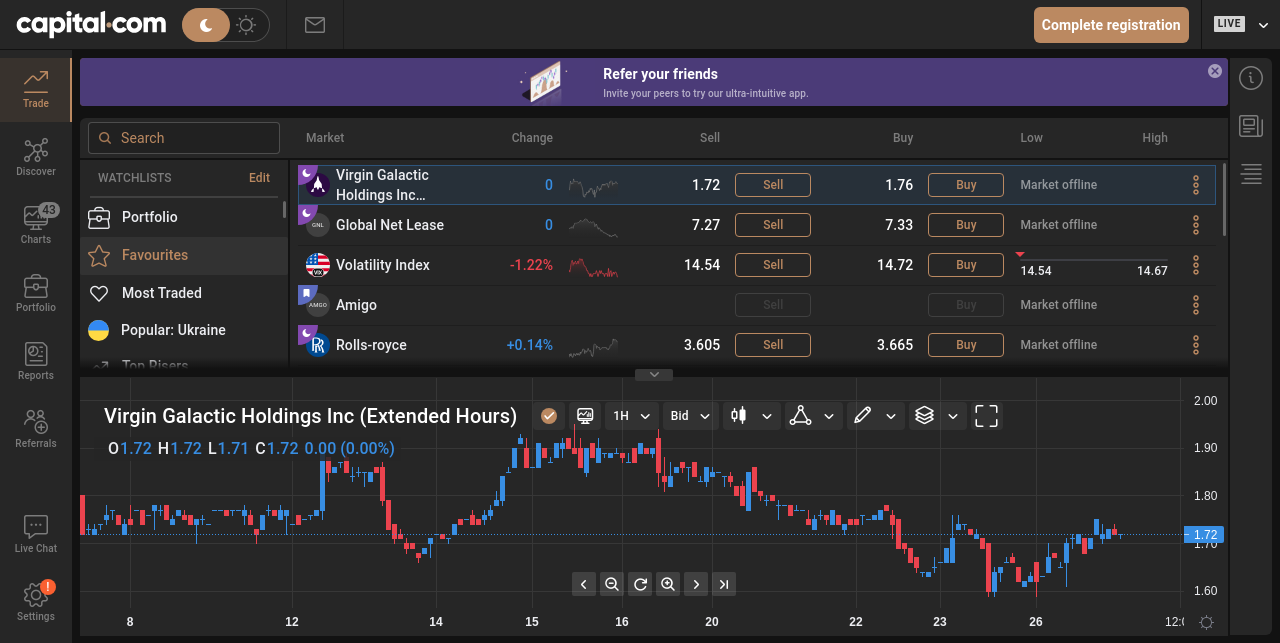 capital.com
Complete registration
LIVE
Trade
Discover
43
Charts
Portfolio
Reports
Referrals
Live Chat
!
Settings
Refer your friends
Invite your peers to try our ultra-intuitive app.
Search
Market Change Sell Buy Low High
WATCHLISTS Edit
Portfolio
Favourites
Most Traded
Popular: Ukraine
Top Risers
Virgin Galactic
Holdings Inc... 0 1.72 Sell 1.76 Buy Market offline
GNL Global Net Lease 0 7.27 Sell 7.33 Buy Market offline
VIX Volatility Index -1.22% 14.54 Sell 14.72 Buy 14.54 14.67
AMGO Amigo Sell Buy Market offline
Rolls-royce +0.14% 3.605 Sell 3.665 Buy Market offline
Virgin Galactic Holdings Inc (Extended Hours) 1H Bid
O1.72 H1.72 L1.71 C1.72 0.00 (0.00%)
2.00
1.90
1.80
1.72
1.70
1.60
8 12 14 15 16 20 22 23 26 12:0